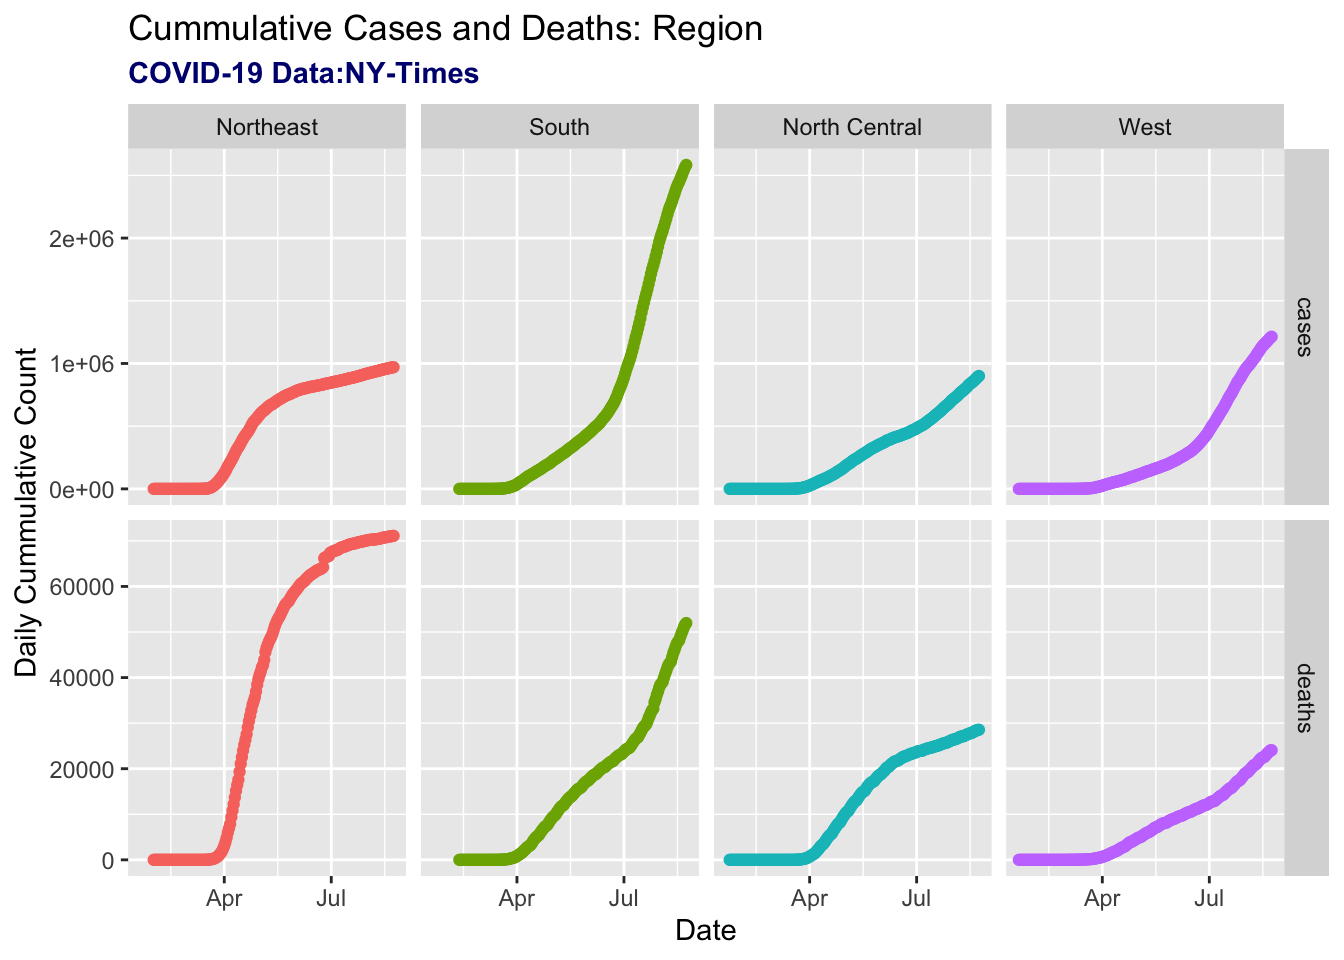 Cummulative Cases and Deaths: Region
COVID-19 Data:NY-Times
Northeast
South
North Central
West
2e+06
1e+06
0e+00
cases
60000
40000
20000
0
deaths
Daily Cummulative Count
Apr
Jul
Apr
Jul
Apr
Jul
Apr
Jul
Date